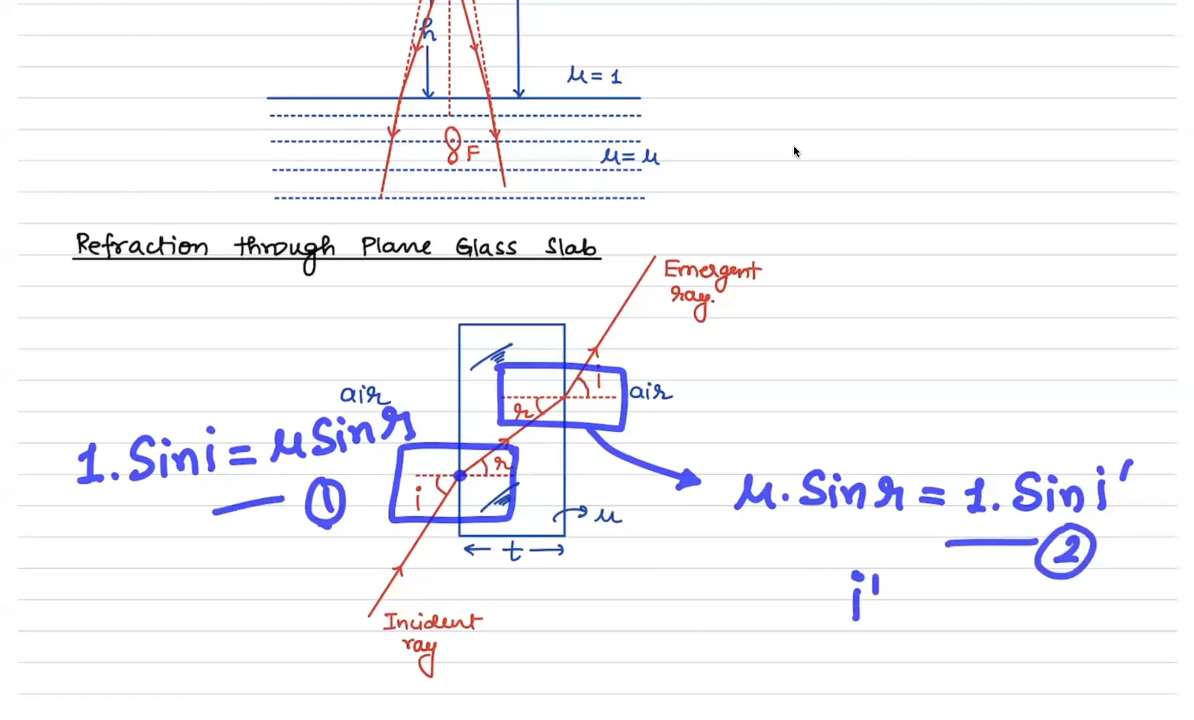 h
μ = 1
F
μ = μ
Refraction through Plane Glass Slab
Emergent
ray.
i
air
air
r
1. Sin i = μ Sin r
r
i
①
μ. Sin r = 1. Sin i'
μ
②
← t →
i'
Incident
ray